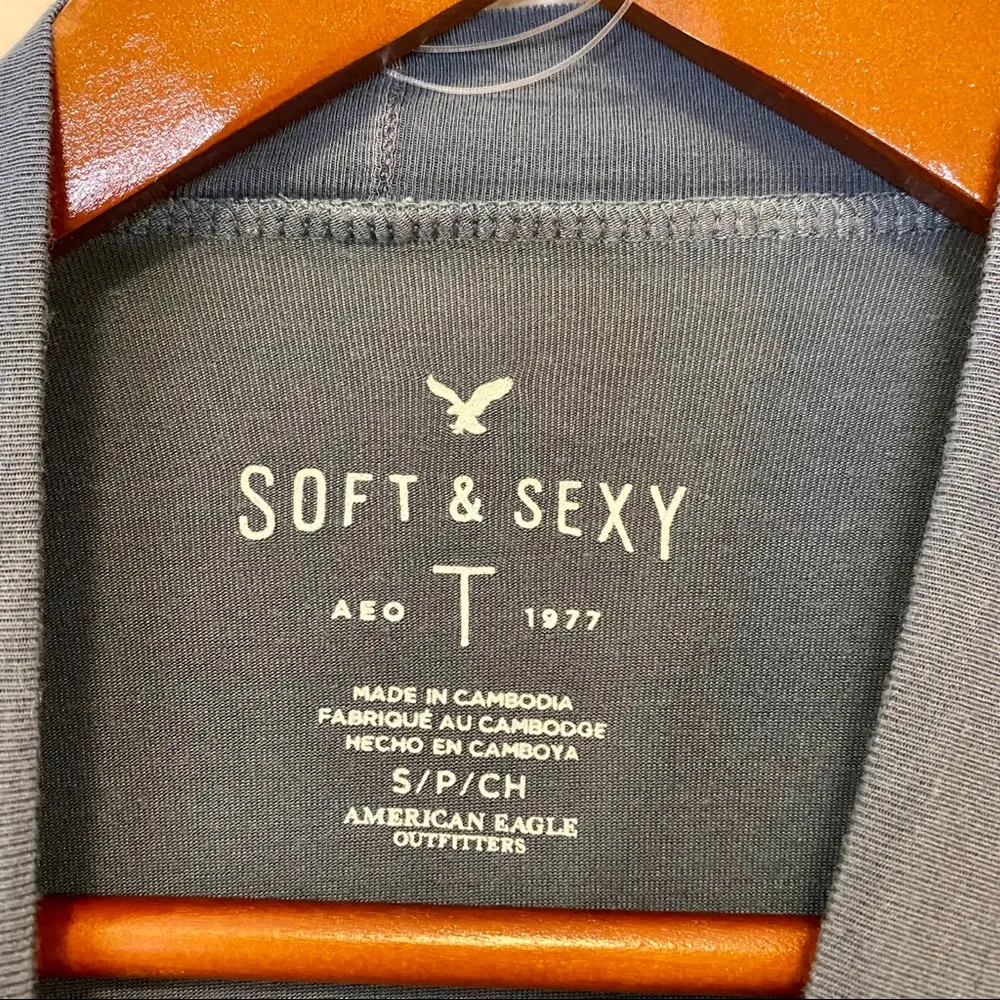 SOFT & SEXY
T
AEO 1977
MADE IN CAMBODIA
FABRIQUÉ AU CAMBODGE
HECHO EN CAMBOYA
S/P/CH
AMERICAN EAGLE
OUTFITTERS